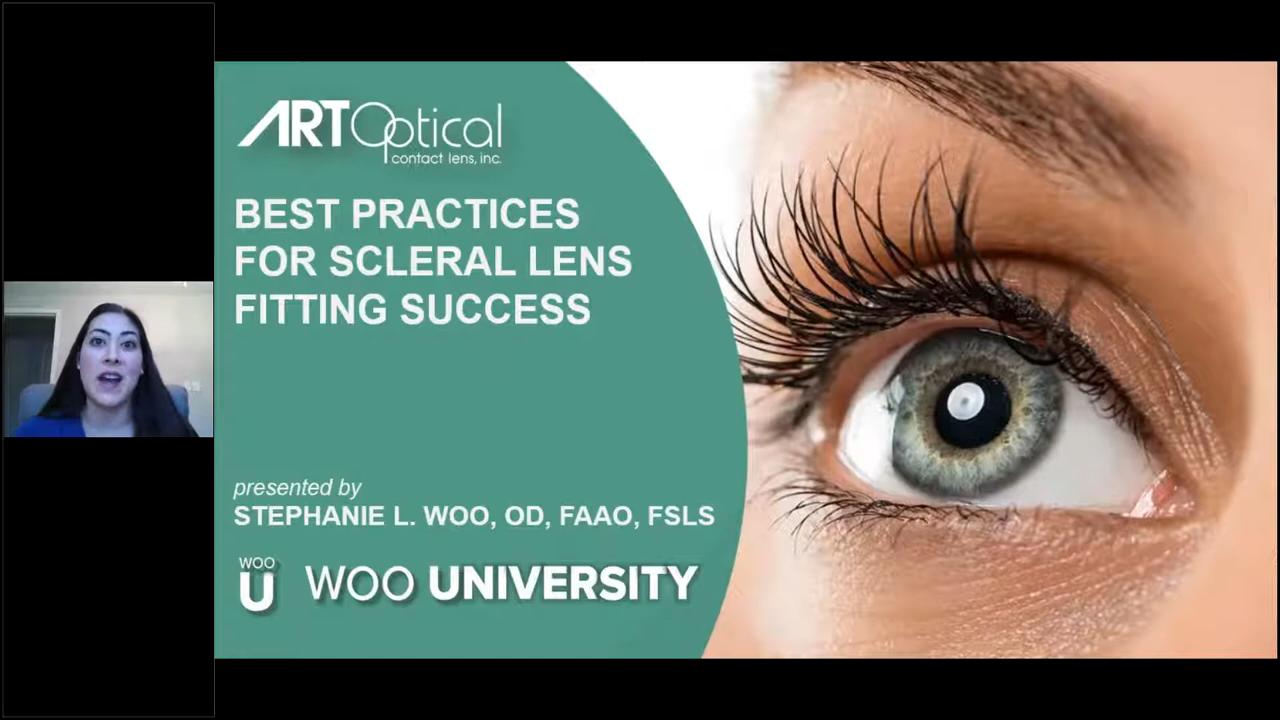 ARTOptical
contact lens, inc.
BEST PRACTICES
FOR SCLERAL LENS
FITTING SUCCESS
presented by
STEPHANIE L. WOO, OD, FAAO, FSLS
WOO
U WOO UNIVERSITY